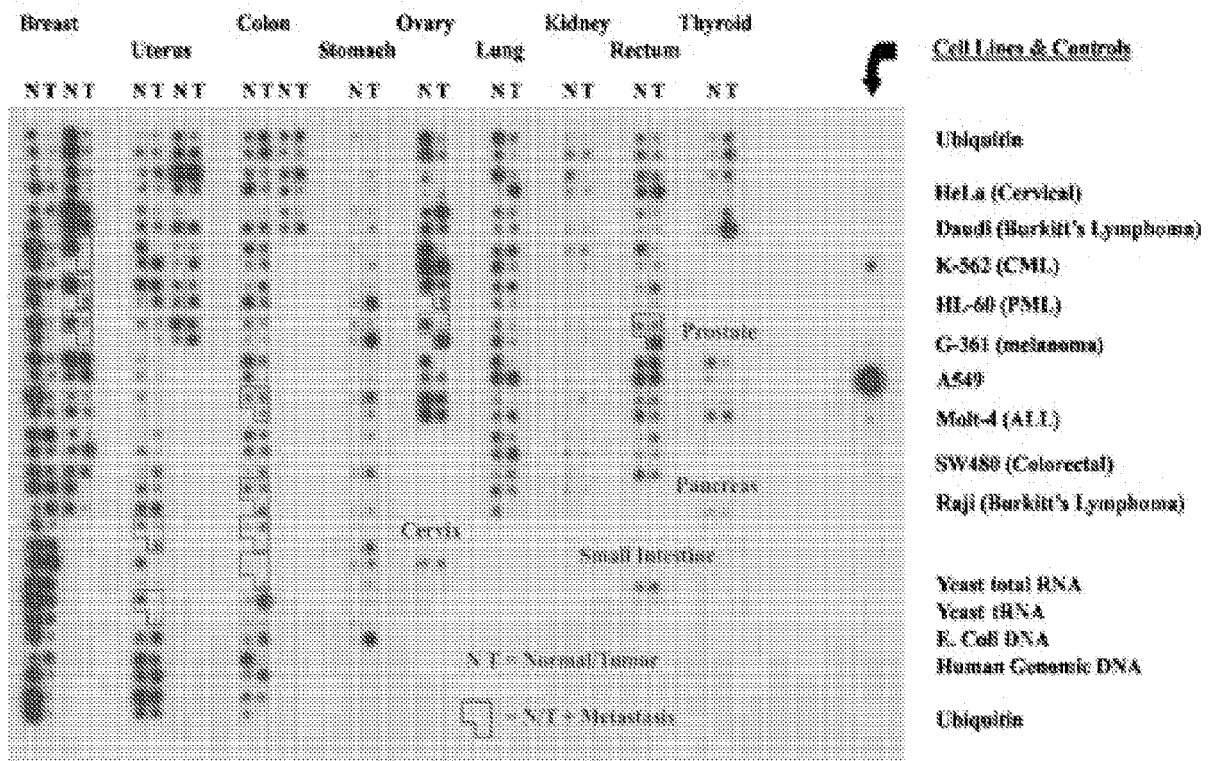 Breast Colon Ovary Kidney Thyroid
Uterus Stomach Lung Rectum
Cell Lines & Controls
N T N T N T N T N T N T N T N T N T N T N T N T N T
Ubiquitin
HeLa (Cervical)
Daudi (Burkitt's Lymphoma)
K-562 (CML)
HL-60 (PML)
Prostate
G-361 (melanoma)
A549
Molt-4 (ALL)
SW480 (Colorectal)
Pancreas
Raji (Burkitt's Lymphoma)
Cervix
Small Intestine
Yeast total RNA
Yeast tRNA
E. Coli DNA
N/T = Normal/Tumor
Human Genomic DNA
= N/T + Metastasis
Ubiquitin